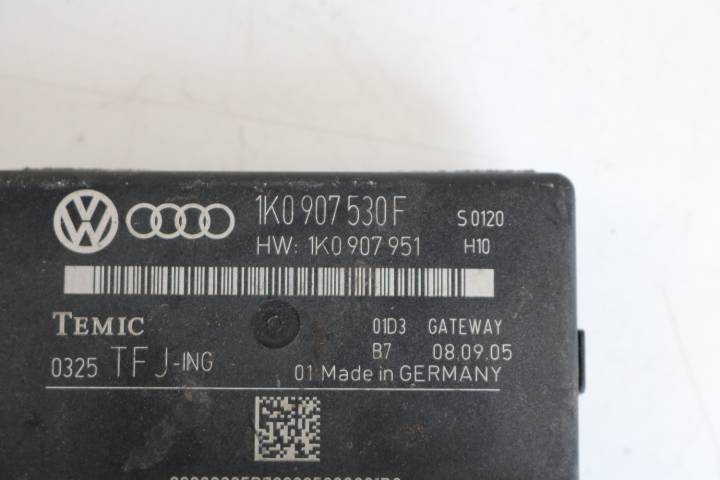 1K0 907 530 F S 0120
HW: 1K0 907 951 H10
TEMIC 01D3 GATEWAY
B7 08.09.05
0325 TFJ-ING
01 Made in GERMANY